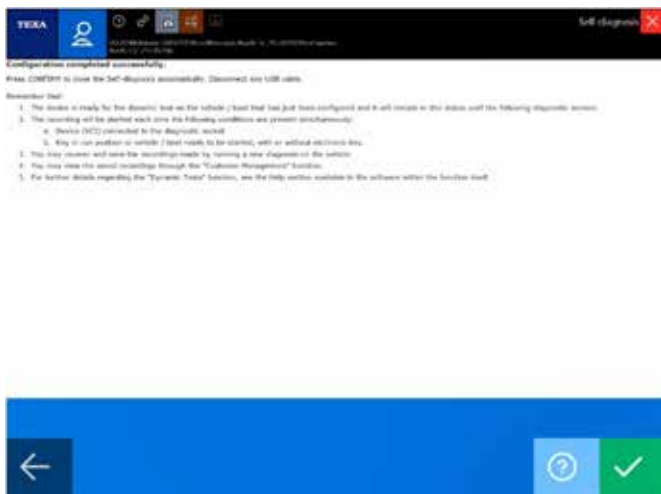 TEXA
Self-diagnosis
Configuration completed successfully.
Press CONFIRM to close the Self-diagnosis automatically. Disconnect any USB cable.
Remember that:
1. The device is ready for the dynamic test on the vehicle / boat that has just been configured and it will remain in this status until the following diagnostic session.
2. The recording will be started each time the following conditions are present simultaneously:
a. Device (VCI) connected to the diagnostic socket
b. Key in run position or vehicle / boat ready to be started, with or without electronic key.
3. You may recover and save the recordings made by running a new diagnosis on the vehicle.
4. You may view the saved recordings through the "Customer Management" function.
5. For further details regarding the "Dynamic Tests" function, see the Help section available in the software within the function itself.